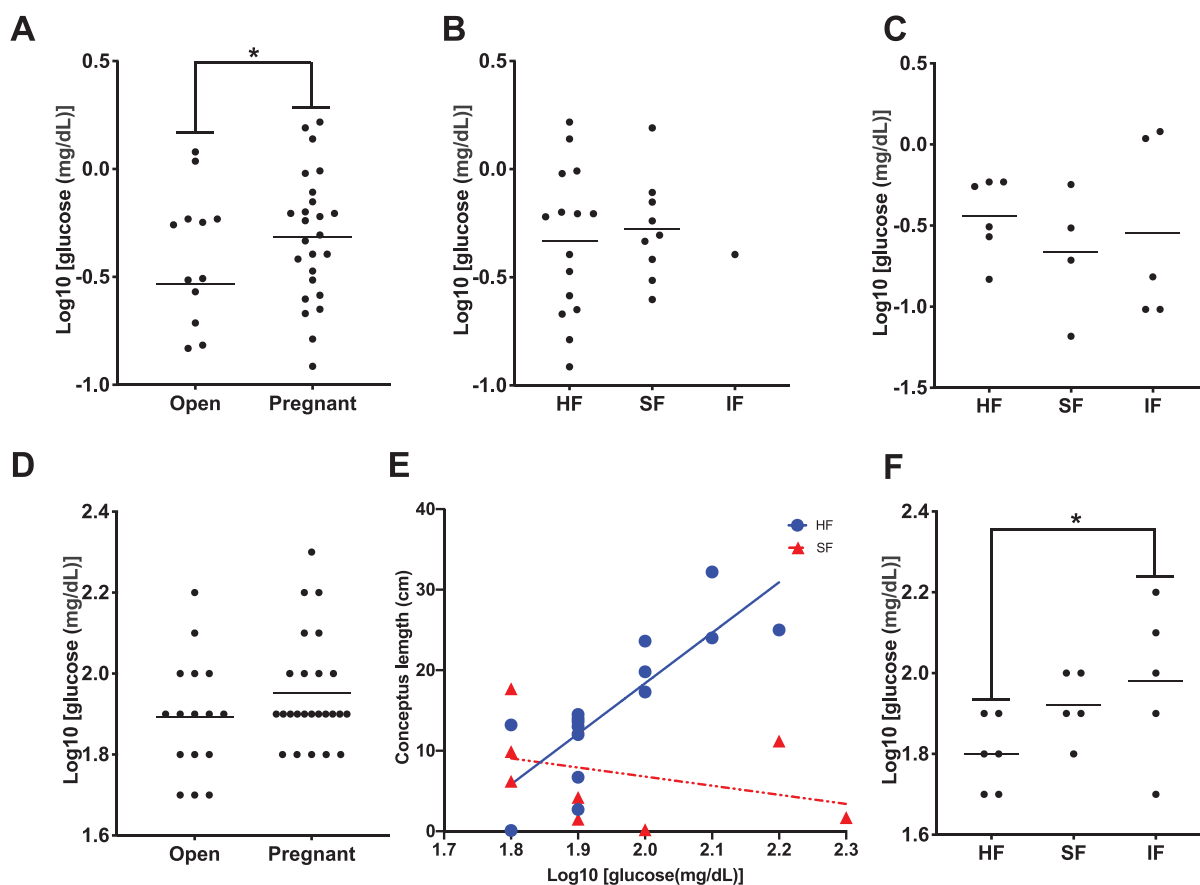 A
*
0.5
0.0
-0.5
-1.0
Log10 [glucose (mg/dL)]
Open Pregnant
B
0.5
0.0
-0.5
-1.0
Log10 [glucose (mg/dL)]
HF SF IF
C
0.5
-0.0
-0.5
-1.0
-1.5
Log10 [glucose (mg/dL)]
HF SF IF
D
2.4
2.2
2.0
1.8
1.6
Log10 [glucose (mg/dL)]
Open Pregnant
E
40
30
20
10
0
Conceptus lemgth (cm)
HF
SF
1.7 1.8 1.9 2.0 2.1 2.2 2.3
Log10 [glucose(mg/dL)]
F
*
2.4
2.2
2.0
1.8
1.6
Log10 [glucose (mg/dL)]
HF SF IF